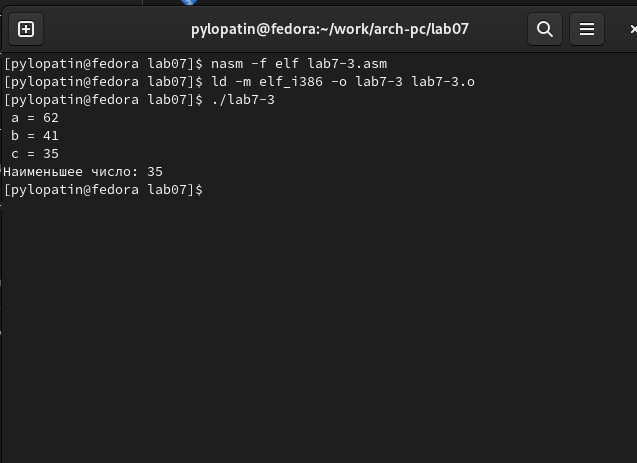 pylopatin@fedora:~/work/arch-pc/lab07
[pylopatin@fedora lab07]$ nasm -f elf lab7-3.asm
[pylopatin@fedora lab07]$ ld -m elf_i386 -o lab7-3 lab7-3.o
[pylopatin@fedora lab07]$ ./lab7-3
a = 62
b = 41
c = 35
Наименьшее число: 35
[pylopatin@fedora lab07]$